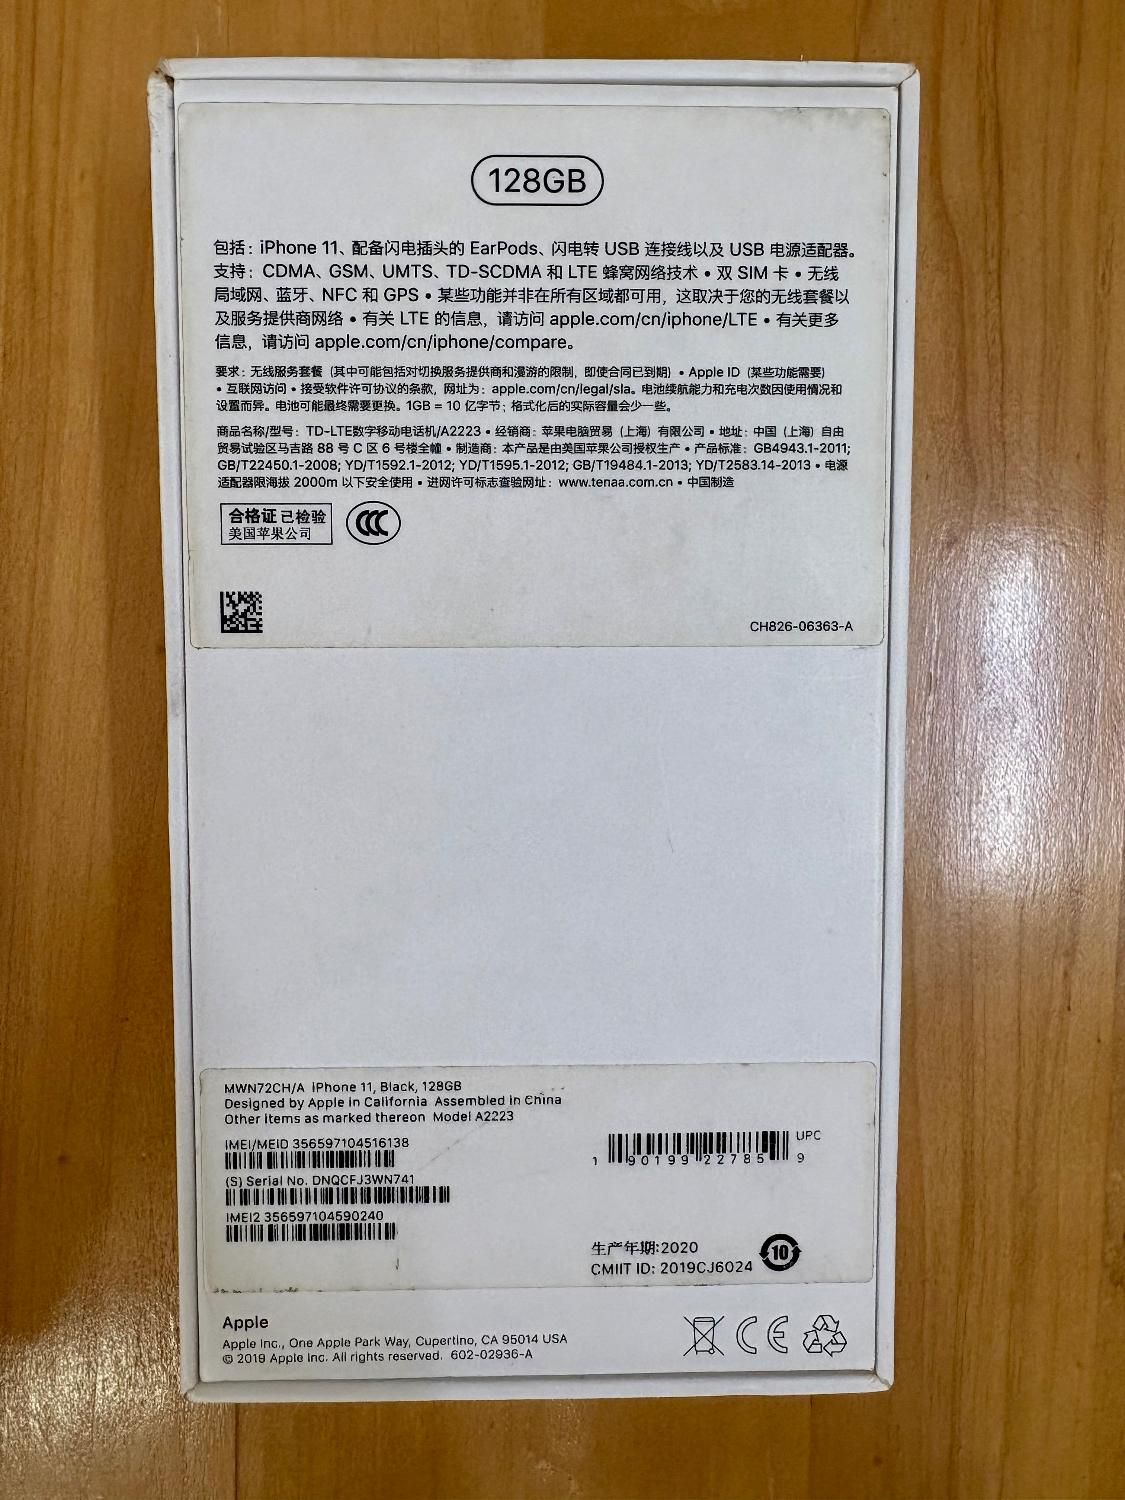 128GB
包括：iPhone 11、配备闪电插头的 EarPods、闪电转 USB 连接线以及 USB 电源适配器。
支持：CDMA、GSM、UMTS、TD-SCDMA 和 LTE 蜂窝网络技术 • 双 SIM 卡 • 无线
局域网、蓝牙、NFC 和 GPS • 某些功能并非在所有区域都可用，这取决于您的无线套餐以
及服务提供商网络 • 有关 LTE 的信息，请访问 apple.com/cn/iphone/LTE • 有关更多
信息，请访问 apple.com/cn/iphone/compare。
要求：无线服务套餐（其中可能包括对切换服务提供商和漫游的限制，即使合同已到期）• Apple ID（某些功能需要）
• 互联网访问 • 接受软件许可协议的条款，网址为：apple.com/cn/legal/sla。电池续航能力和充电次数因使用情况和
设置而异。电池可能最终需要更换。1GB = 10 亿字节；格式化后的实际容量会少一些。
商品名称/型号：TD-LTE数字移动电话机/A2223 • 经销商：苹果电脑贸易（上海）有限公司 • 地址：中国（上海）自由
贸易试验区马吉路 88 号 C 区 6 号楼全幢 • 制造商：本产品是由美国苹果公司授权生产 • 产品标准：GB4943.1-2011;
GB/T22450.1-2008; YD/T1592.1-2012; YD/T1595.1-2012; GB/T19484.1-2013; YD/T2583.14-2013 • 电源
适配器限海拔 2000m 以下安全使用 • 进网许可标志查验网址：www.tenaa.com.cn • 中国制造
合格证 已检验
美国苹果公司
CCC
CH826-06363-A
MWN72CH/A iPhone 11, Black, 128GB
Designed by Apple in California Assembled in China
Other items as marked thereon Model A2223
IMEI/MEID 356597104516138
(S) Serial No. DNQCFJ3WN741
IMEI2 356597104590240
UPC
1 90199 22785 9
生产年期:2020
CMIIT ID: 2019CJ6024
10
Apple
Apple Inc., One Apple Park Way, Cupertino, CA 95014 USA
© 2019 Apple Inc. All rights reserved. 602-02936-A
CE